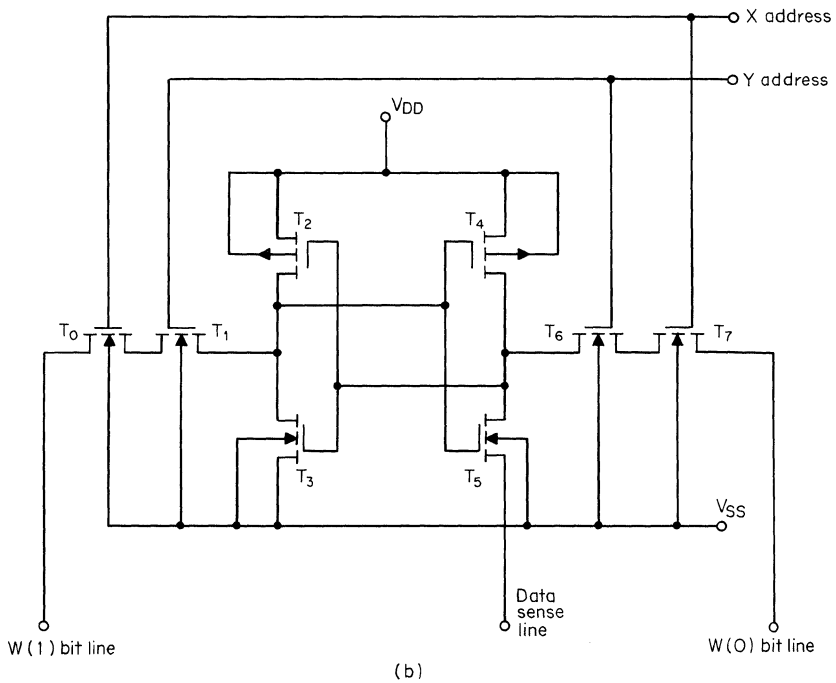 X address
Y address
VDD
T2
T4
T0
T1
T6
T7
T3
T5
VSS
Data
sense
line
W(1) bit line
W(0) bit line
(b)